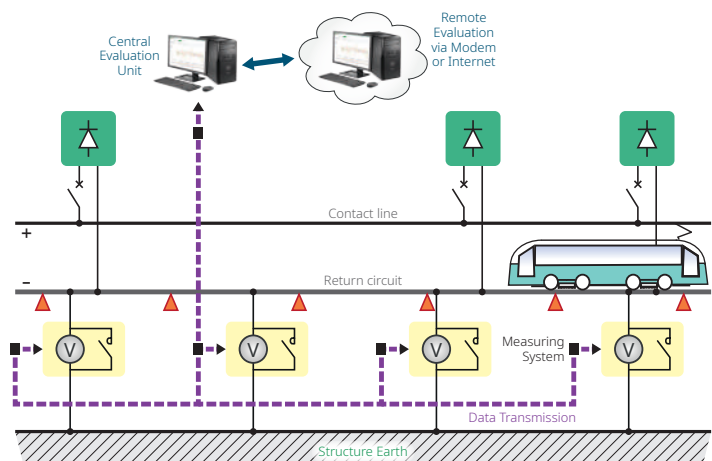 Central
Evaluation
Unit
Remote
Evaluation
via Modem
or Internet
Contact line
+
–
Return circuit
V
V
V
V
Measuring
System
Data Transmission
Structure Earth